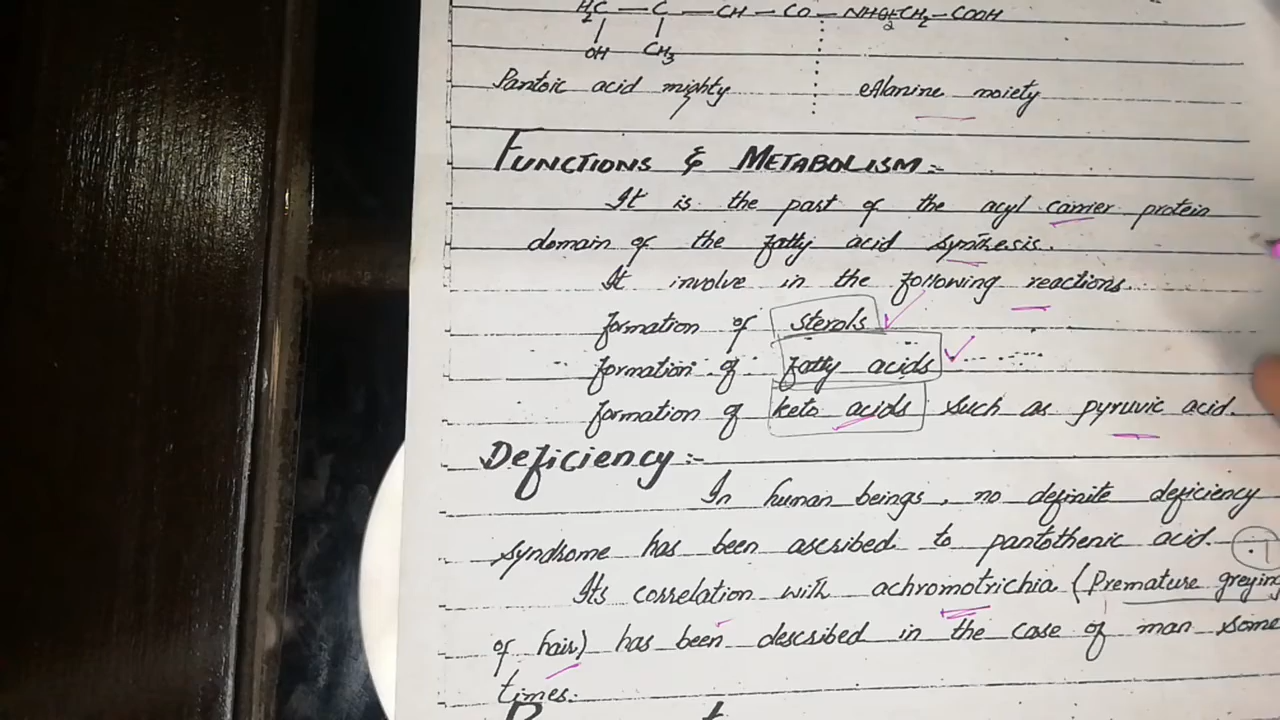 H2C — C — CH — CO — NHCH2CH2 — COOH
OH CH3
Pantoic acid mighty eAlanine moiety
FUNCTIONS & METABOLISM:-
It is the part of the acyl carrier protein
domain of the fatty acid synthesis.
It involve in the following reactions.
formation of sterols
formation of fatty acids
formation of keto acids such as pyruvic acid.
Deficiency:-
In human beings, no definite deficiency
syndrome has been ascribed to pantothenic acid.
Its correlation with achromotrichia (Premature greying
of hair) has been described in the case of man some
times.